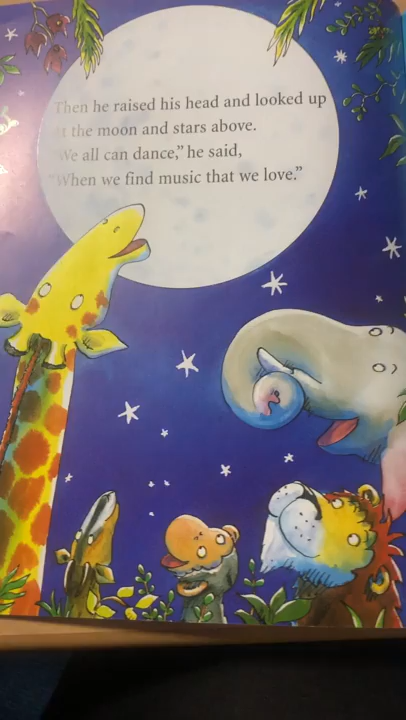 Then he raised his head and looked up
at the moon and stars above.
"We all can dance," he said,
"When we find music that we love."